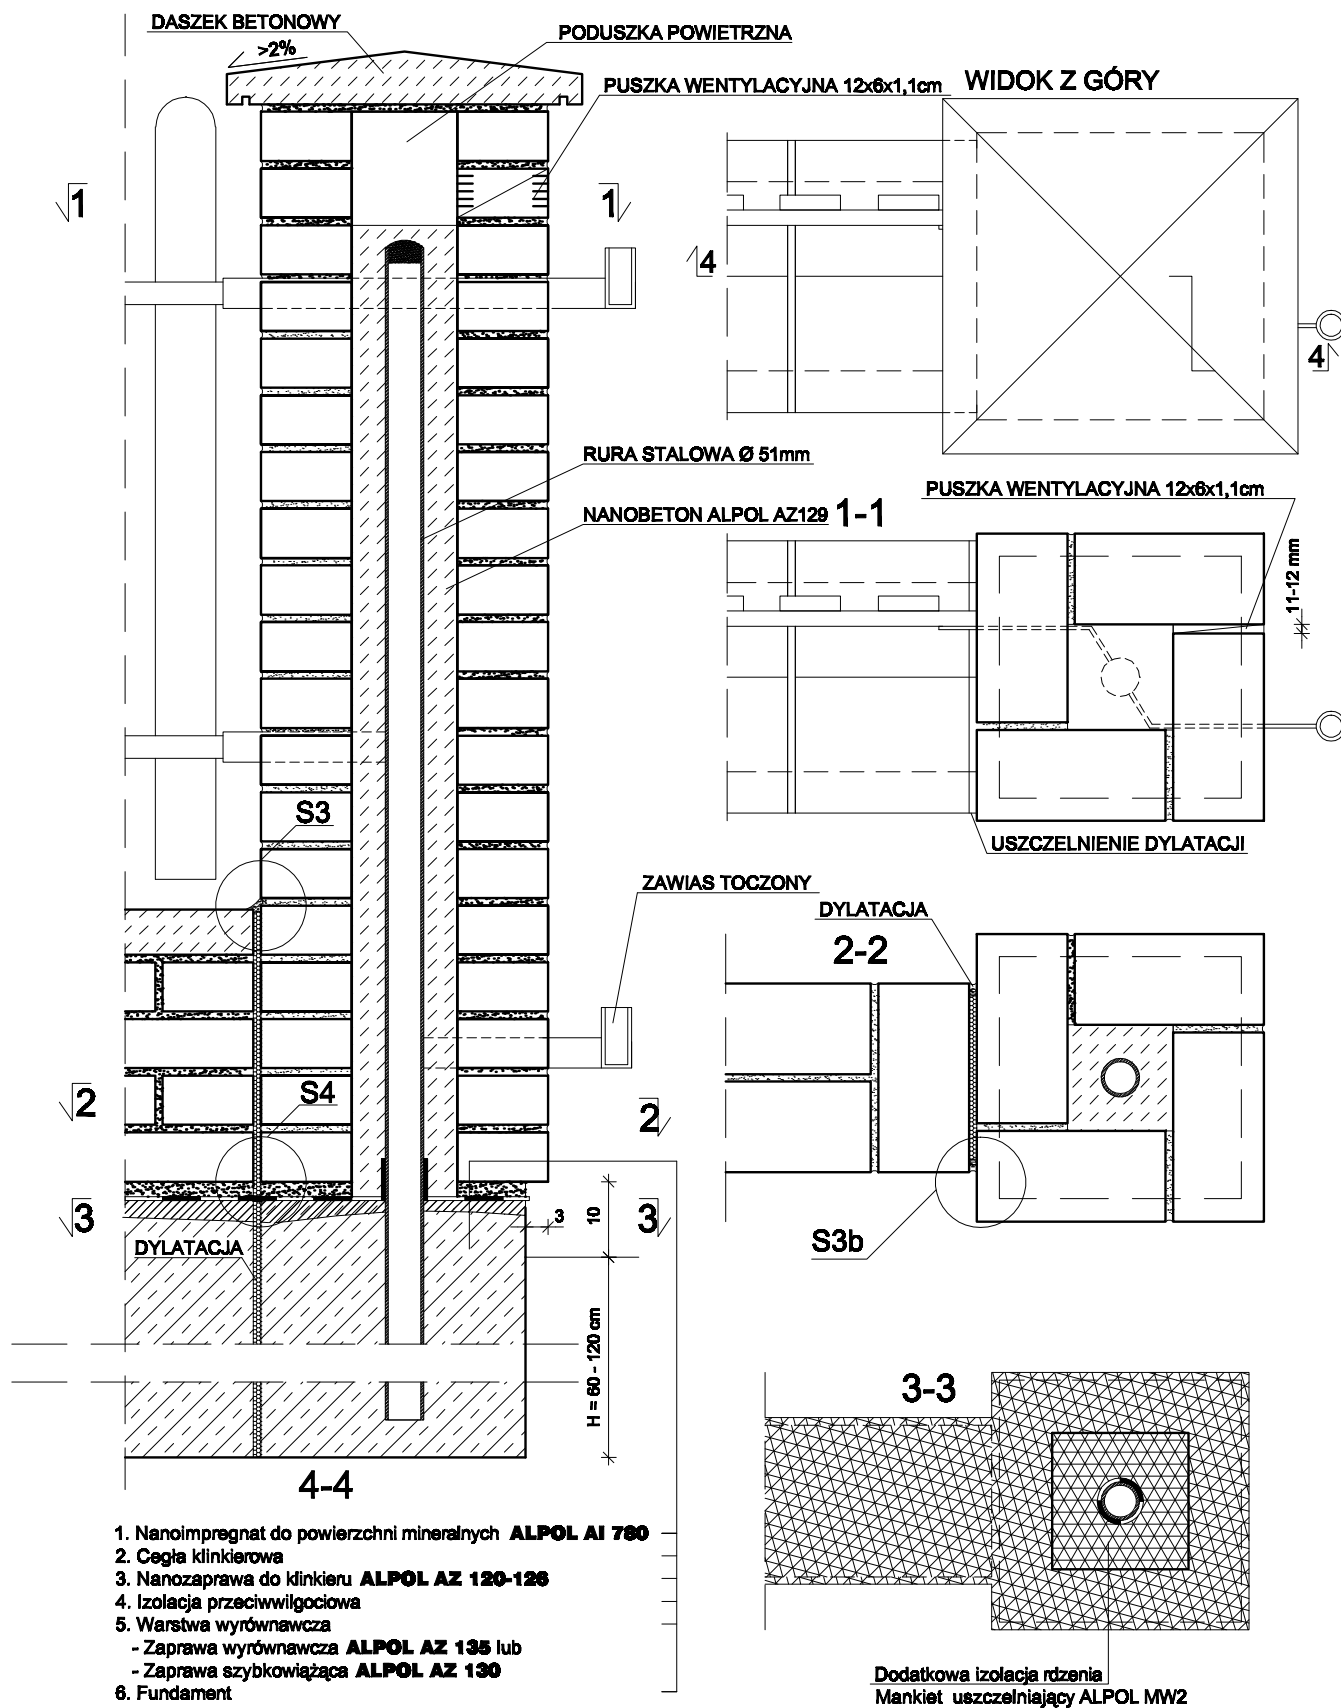 DASZEK BETONOWY
>2%
PODUSZKA POWIETRZNA
PUSZKA WENTYLACYJNA 12x6x1,1cm
WIDOK Z GÓRY
1
1
4
4
RURA STALOWA Ø 51mm
NANOBETON ALPOL AZ129
1-1
PUSZKA WENTYLACYJNA 12x6x1,1cm
11-12 mm
USZCZELNIENIE DYLATACJI
S3
ZAWIAS TOCZONY
DYLATACJA
2-2
S4
2
2
3
3
10
3
S3b
DYLATACJA
H = 60 - 120 cm
4-4
3-3
1. Nanoimpregnat do powierzchni mineralnych ALPOL AI 780
2. Cegła klinkierowa
3. Nanozaprawa do klinkieru ALPOL AZ 120-126
4. Izolacja przeciwwilgociowa
5. Warstwa wyrównawcza
- Zaprawa wyrównawcza ALPOL AZ 135 lub
- Zaprawa szybkowiążąca ALPOL AZ 130
6. Fundament
Dodatkowa izolacja rdzenia
Mankiet uszczelniający ALPOL MW2